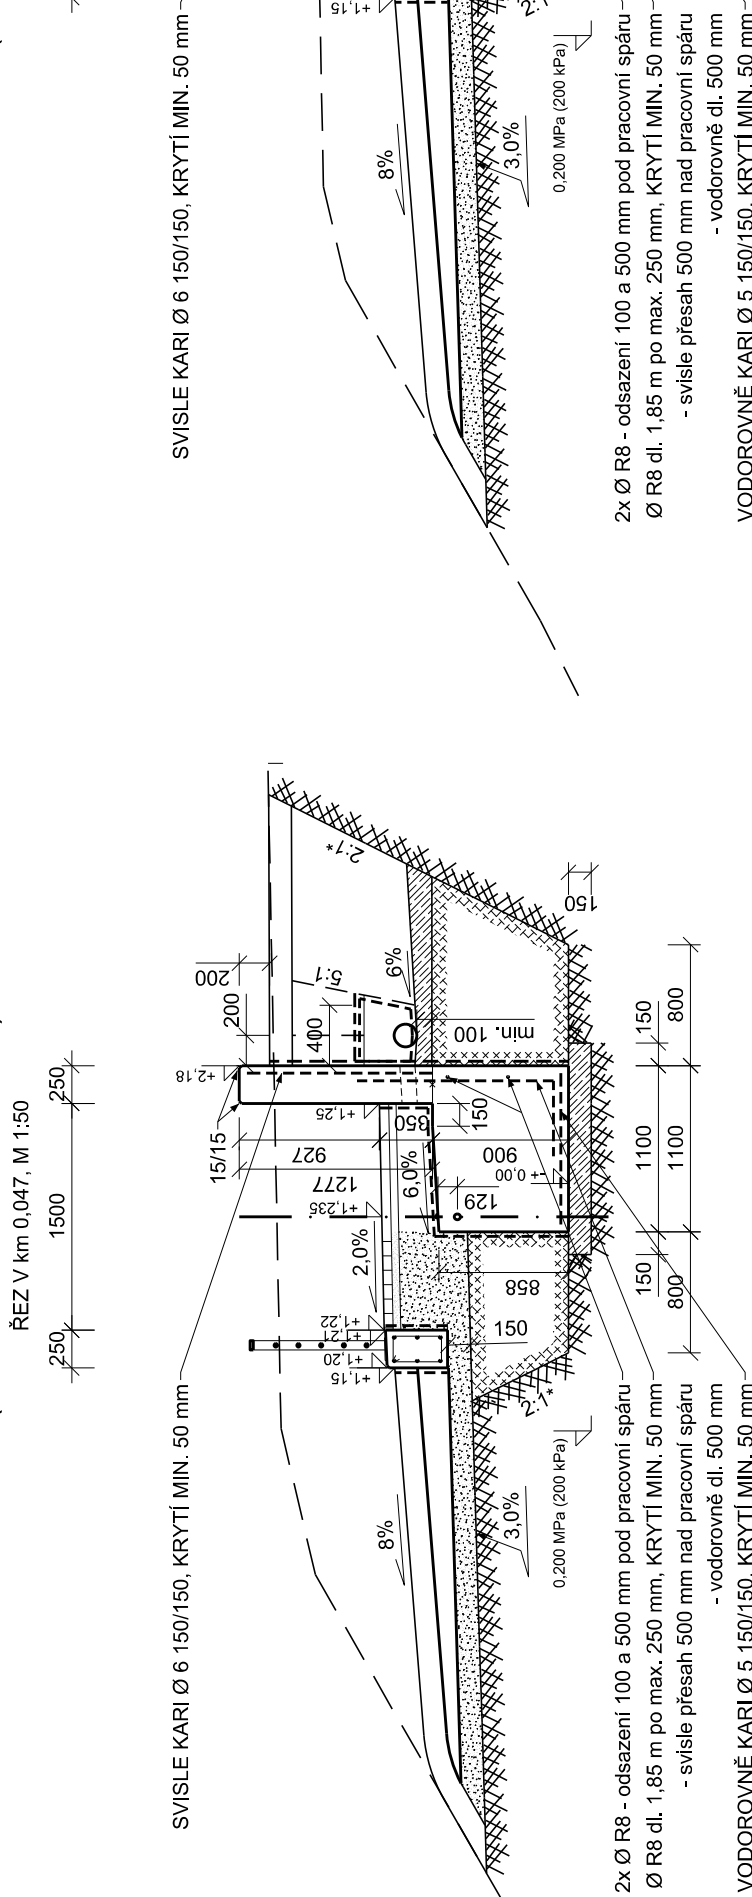 ŘEZ V km 0,047, M 1:50
250
1500
250
SVISLE KARI Ø 6 150/150, KRYTÍ MIN. 50 mm
15/15
200
200
+2,18
400
5:1
2:1*
6%
min. 100
+1,25
350
150
927
1277
900
+- 0,00
6,0%
129
+1,235
2,0%
858
+1,22
+1,21
+1,20
+1,15
150
2:1*
150
8%
3,0%
0,200 MPa (200 kPa)
150
1100
150
800
1100
800
2x Ø R8 - odsazení 100 a 500 mm pod pracovní spáru
Ø R8 dl. 1,85 m po max. 250 mm, KRYTÍ MIN. 50 mm
- svisle přesah 500 mm nad pracovní spáru
- vodorovně dl. 500 mm
VODOROVNĚ KARI Ø 5 150/150, KRYTÍ MIN. 50 mm
SVISLE KARI Ø 6 150/150, KRYTÍ MIN. 50 mm
+1,15
8%
3,0%
0,200 MPa (200 kPa)
2x Ø R8 - odsazení 100 a 500 mm pod pracovní spáru
Ø R8 dl. 1,85 m po max. 250 mm, KRYTÍ MIN. 50 mm
- svisle přesah 500 mm nad pracovní spáru
- vodorovně dl. 500 mm
VODOROVNĚ KARI Ø 5 150/150, KRYTÍ MIN. 50 mm